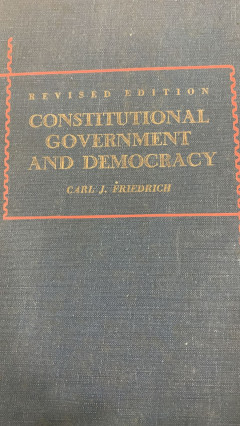 REVISED EDITION
CONSTITUTIONAL
GOVERNMENT
AND DEMOCRACY
CARL J. FRIEDRICH